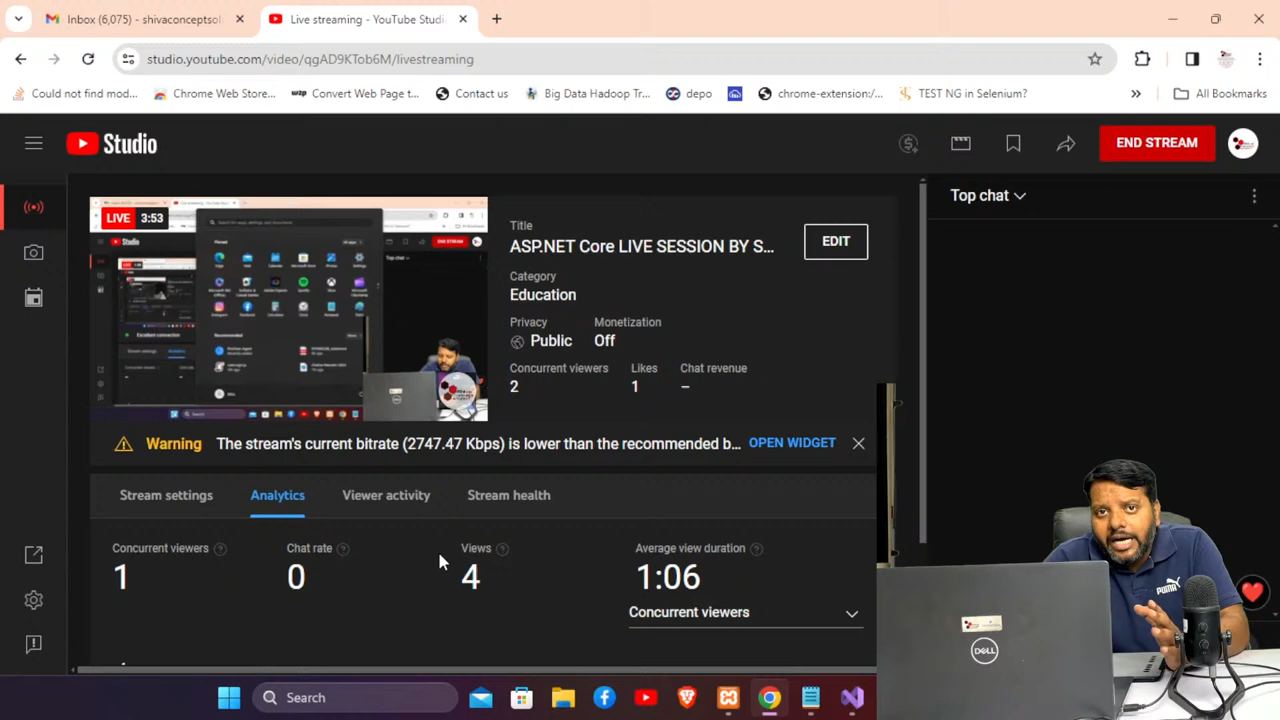 Inbox (6,075) - shivaconceptsol
Live streaming - YouTube Studi
studio.youtube.com/video/qgAD9KTob6M/livestreaming
Could not find mod...
Chrome Web Store...
Convert Web Page t...
Contact us
Big Data Hadoop Tr...
depo
chrome-extension:/...
TEST NG in Selenium?
All Bookmarks
Studio
END STREAM
LIVE 3:53
Title
ASP.NET Core LIVE SESSION BY S...
EDIT
Category
Education
Privacy Monetization
Public Off
Concurrent viewers Likes Chat revenue
2 1 –
Top chat
Warning The stream's current bitrate (2747.47 Kbps) is lower than the recommended b... OPEN WIDGET
Stream settings Analytics Viewer activity Stream health
Concurrent viewers Chat rate Views Average view duration
1 0 4 1:06
Concurrent viewers
PUMA
DELL
Search